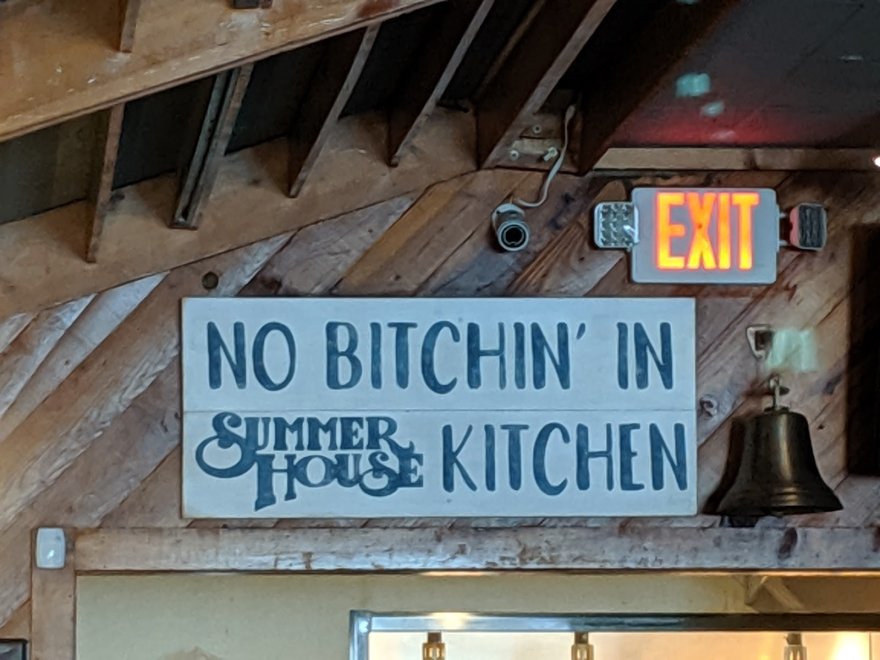 EXIT
NO BITCHIN' IN
SUMMER HOUSE KITCHEN